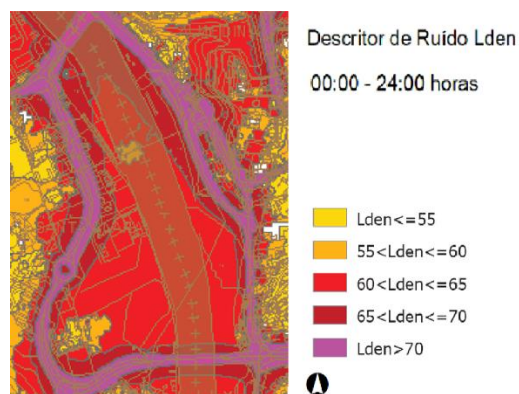 Descritor de Ruído Lden
00:00 - 24:00 horas
Lden<=55
55<Lden<=60
60<Lden<=65
65<Lden<=70
Lden>70